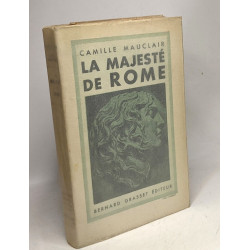 CAMILLE MAUCLAIR
LA MAJESTÉ
DE ROME
BERNARD GRASSET ÉDITEUR